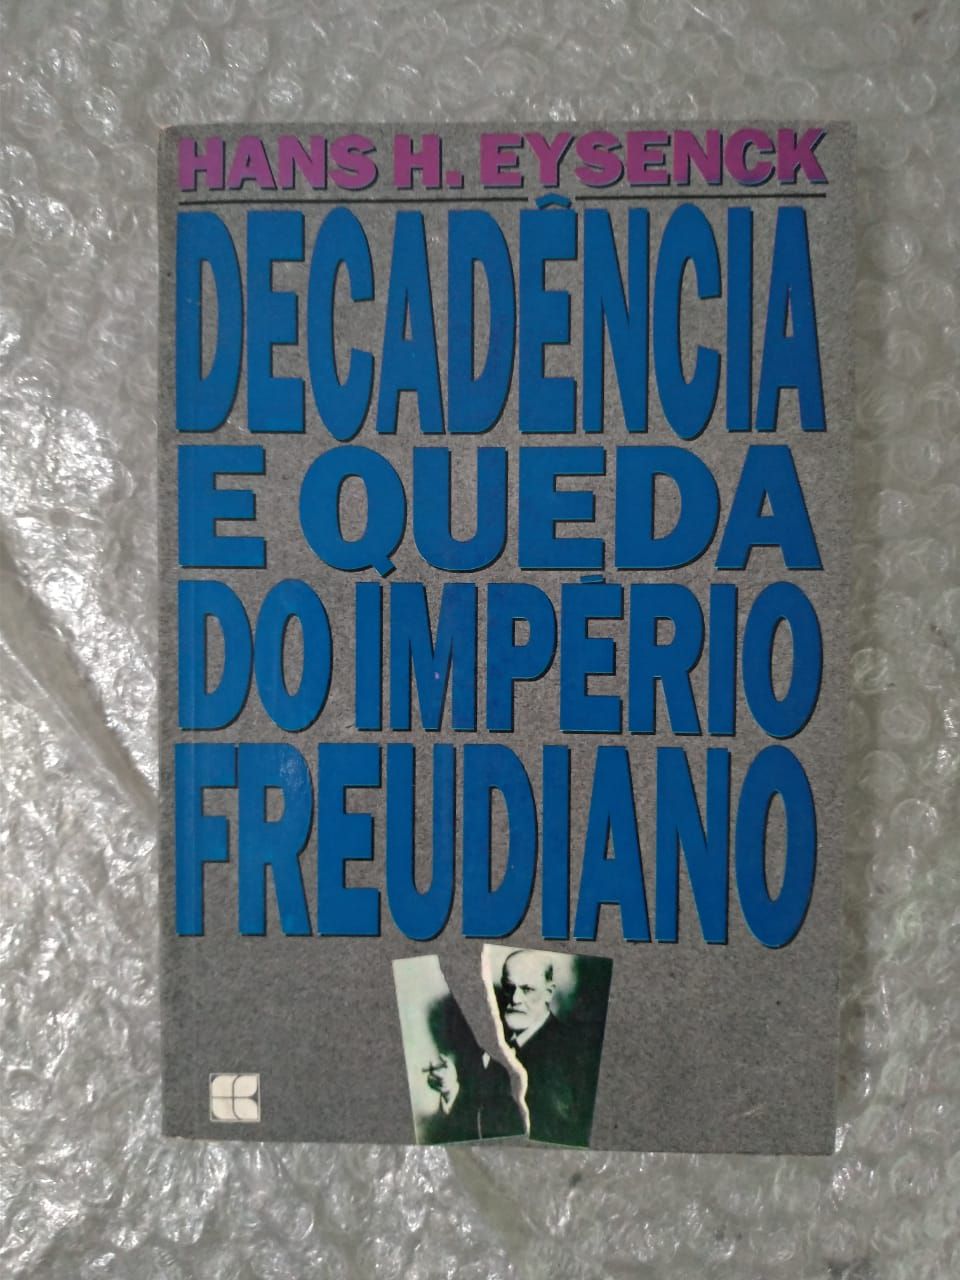 HANS H. EYSENCK
DECADÊNCIA
E QUEDA
DO IMPÉRIO
FREUDIANO